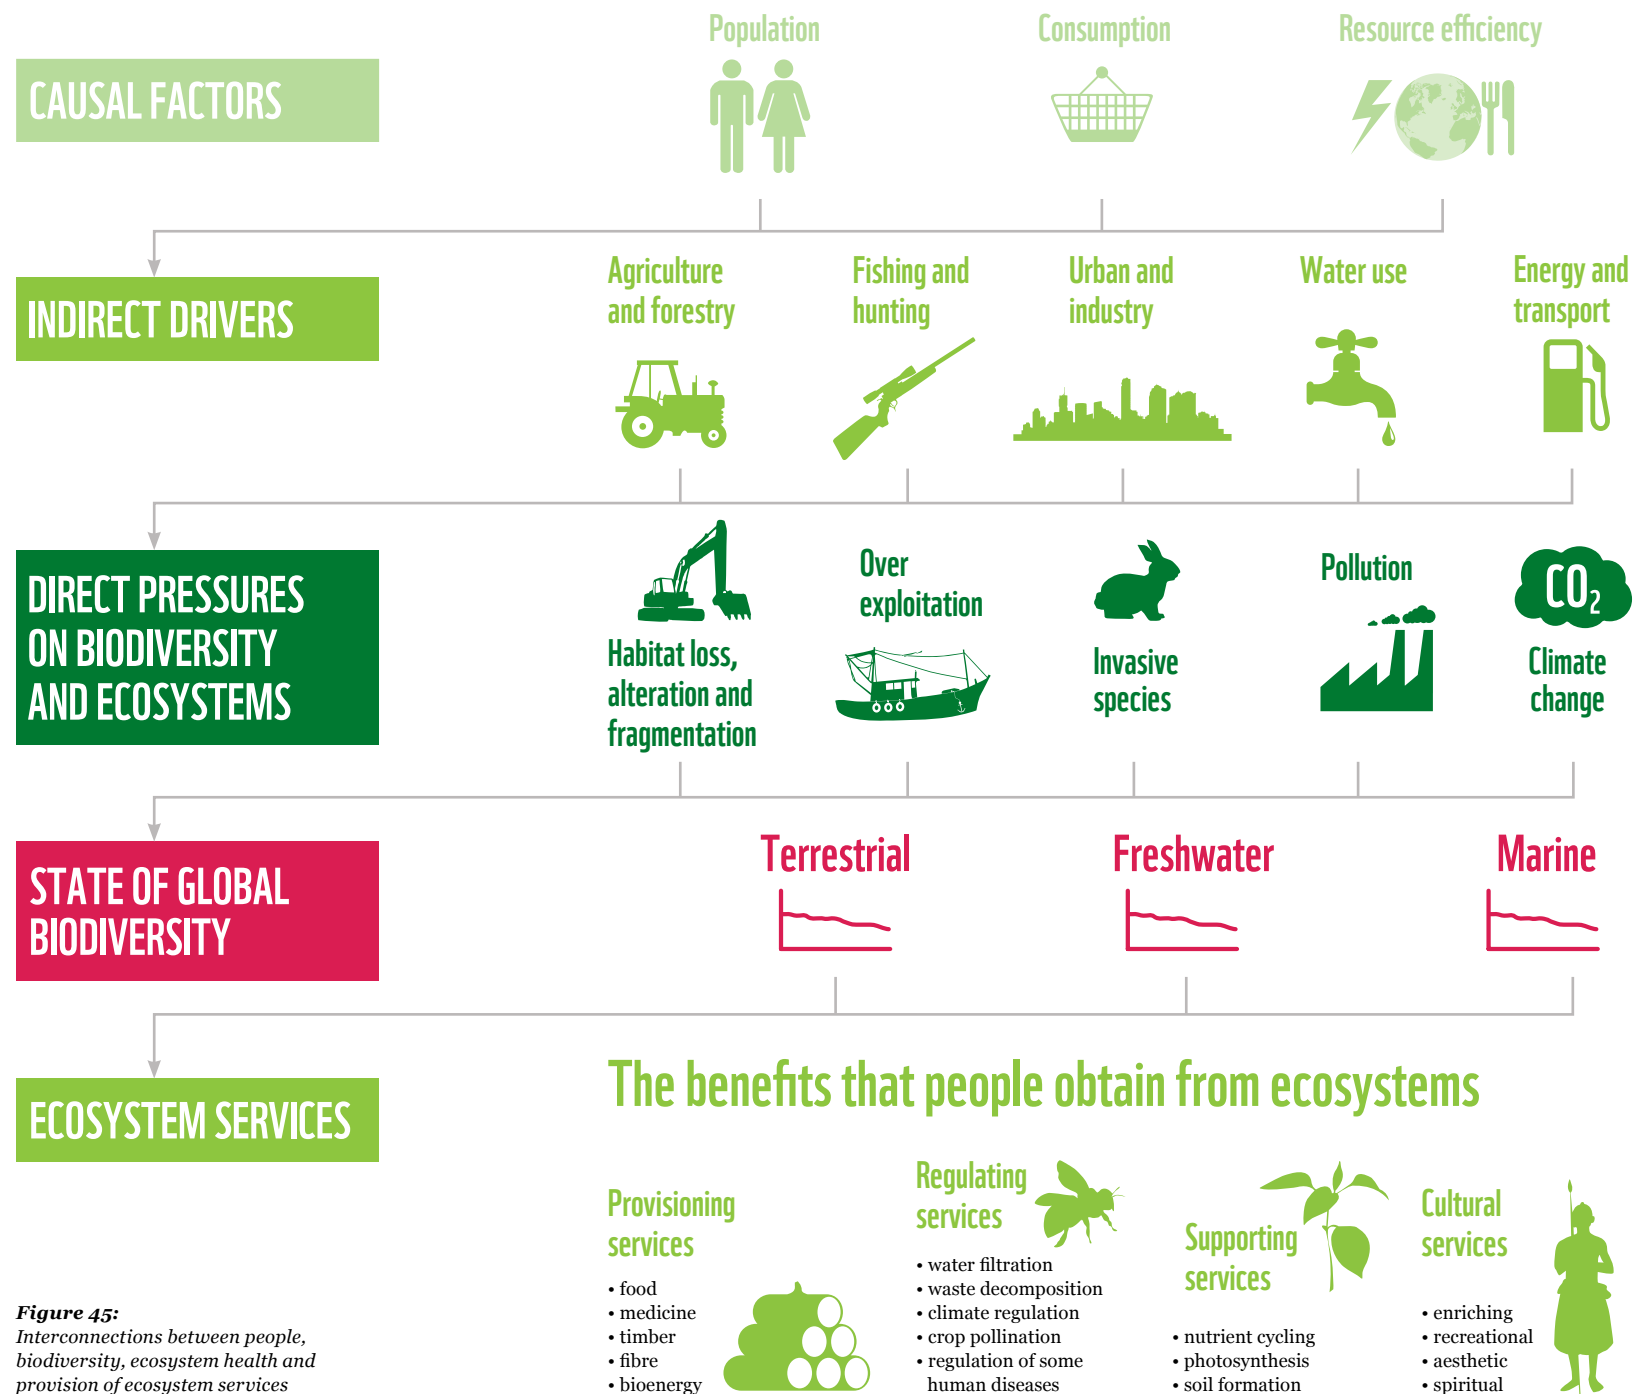 Population
Consumption
Resource efficiency
CAUSAL FACTORS
INDIRECT DRIVERS
Agriculture
and forestry
Fishing and
hunting
Urban and
industry
Water use
Energy and
transport
DIRECT PRESSURES
ON BIODIVERSITY
AND ECOSYSTEMS
Habitat loss,
alteration and
fragmentation
Over
exploitation
Invasive
species
Pollution
CO₂
Climate
change
STATE OF GLOBAL
BIODIVERSITY
Terrestrial
Freshwater
Marine
ECOSYSTEM SERVICES
The benefits that people obtain from ecosystems
Provisioning
services
• food
• medicine
• timber
• fibre
• bioenergy
Regulating
services
• water filtration
• waste decomposition
• climate regulation
• crop pollination
• regulation of some
human diseases
Supporting
services
• nutrient cycling
• photosynthesis
• soil formation
Cultural
services
• enriching
• recreational
• aesthetic
• spiritual
Figure 45:
Interconnections between people,
biodiversity, ecosystem health and
provision of ecosystem services